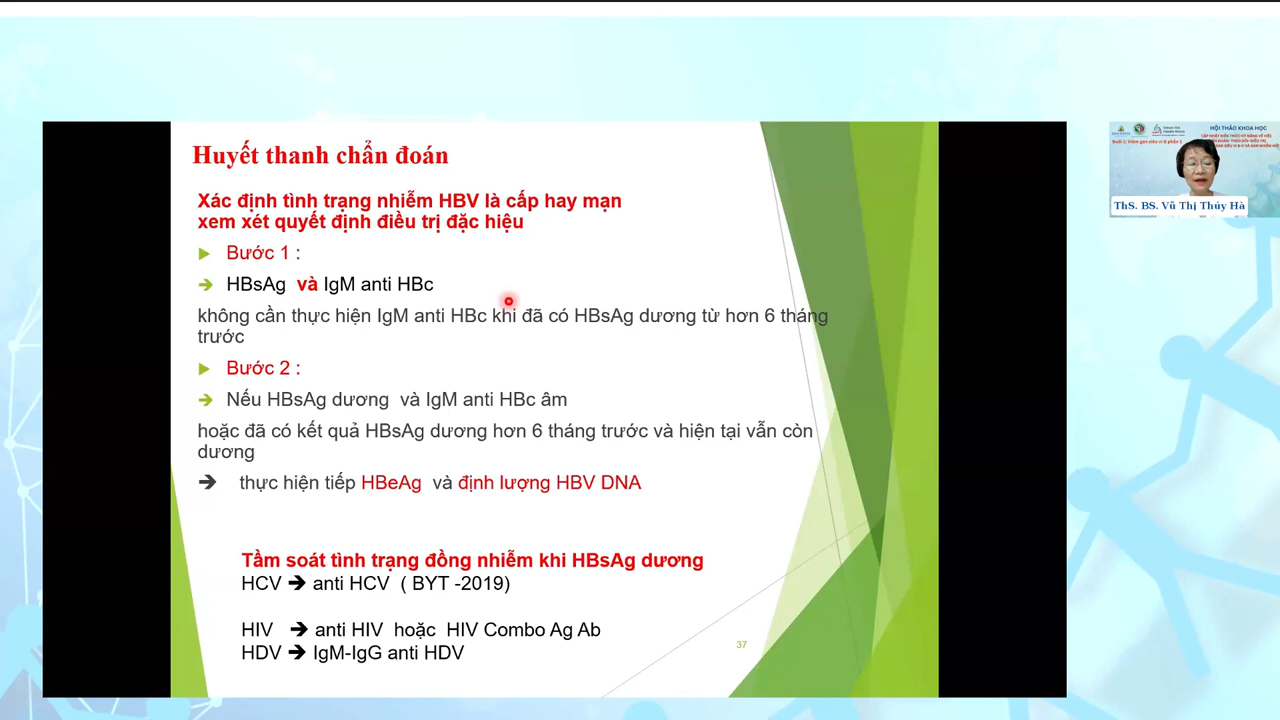 Huyết thanh chẩn đoán
Xác định tình trạng nhiễm HBV là cấp hay mạn
xem xét quyết định điều trị đặc hiệu
Bước 1 :
HBsAg và IgM anti HBc
không cần thực hiện IgM anti HBc khi đã có HBsAg dương từ hơn 6 tháng
trước
Bước 2 :
Nếu HBsAg dương và IgM anti HBc âm
hoặc đã có kết quả HBsAg dương hơn 6 tháng trước và hiện tại vẫn còn
dương
thực hiện tiếp HBeAg và định lượng HBV DNA
Tầm soát tình trạng đồng nhiễm khi HBsAg dương
HCV ➔ anti HCV ( BYT -2019)
HIV ➔ anti HIV hoặc HIV Combo Ag Ab
HDV ➔ IgM-IgG anti HDV
37
HỘI THẢO KHOA HỌC
ThS. BS. Vũ Thị Thúy Hà